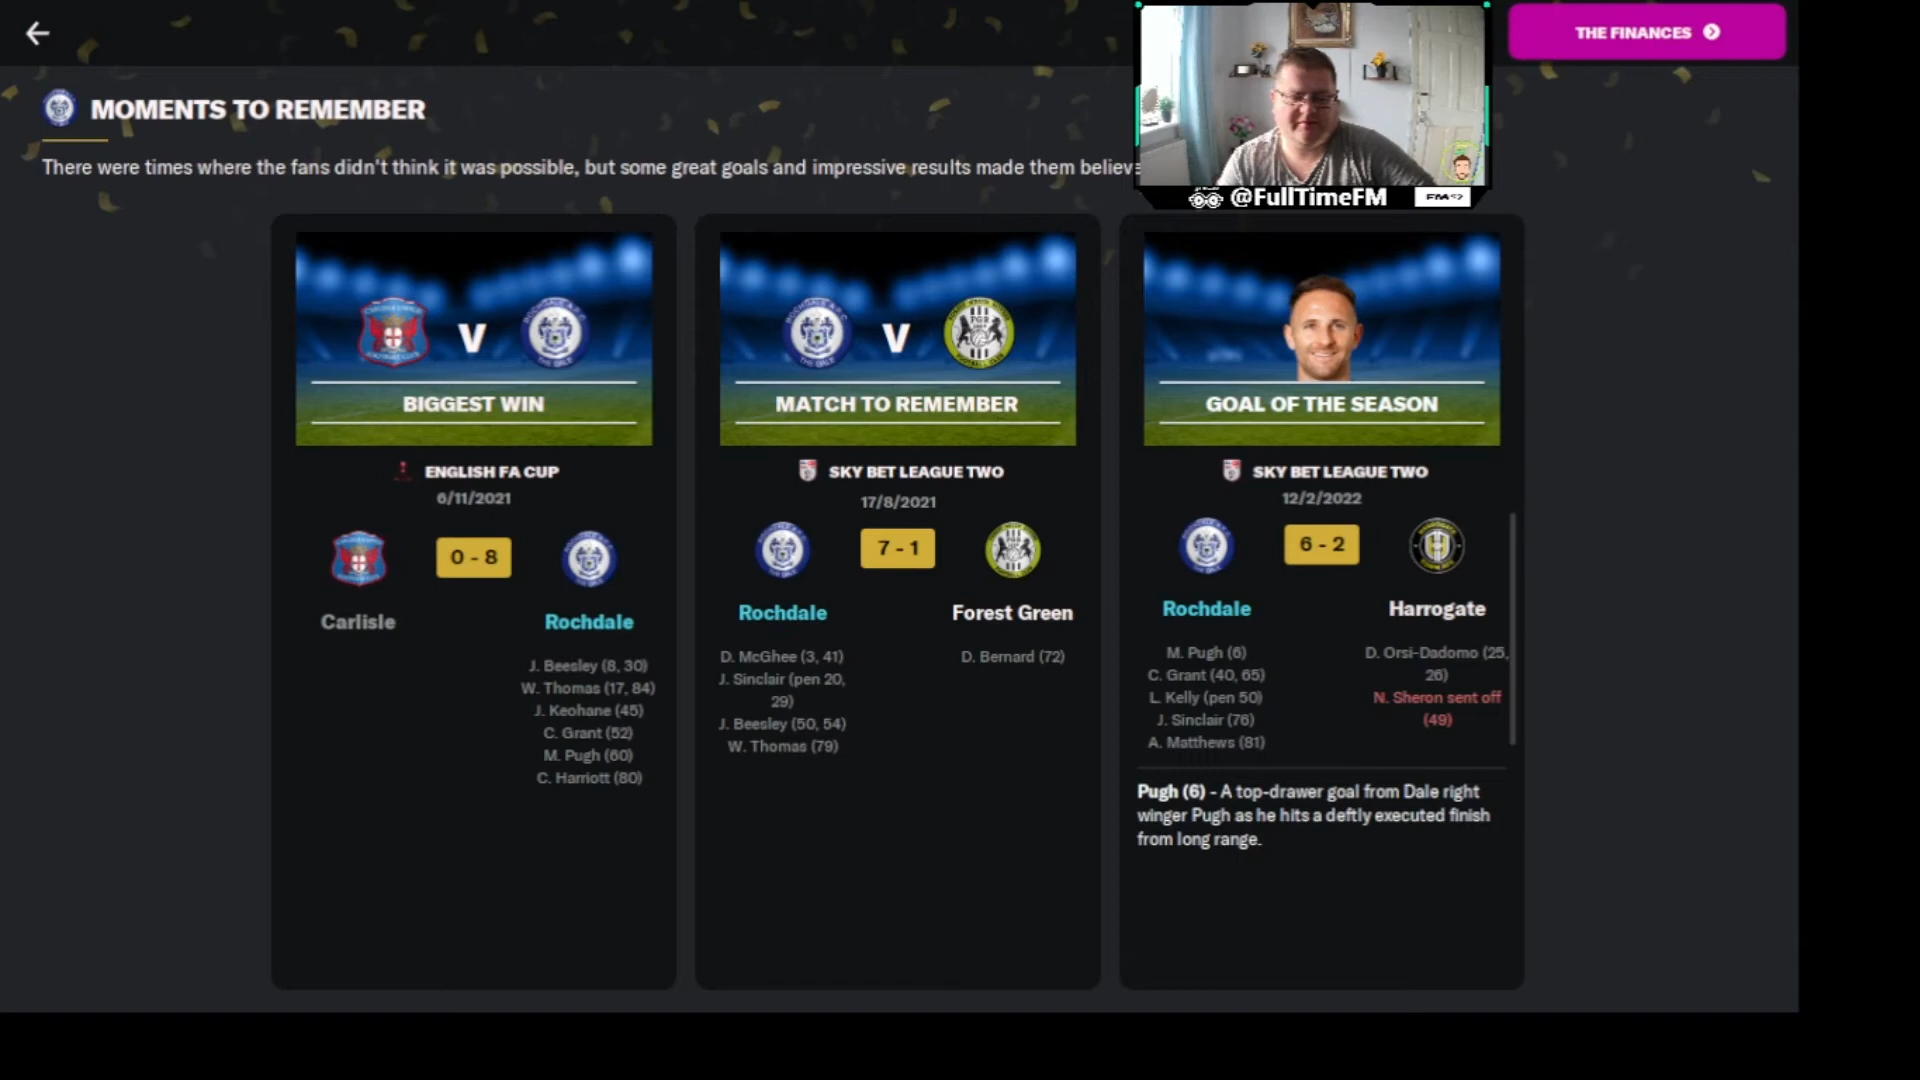 THE FINANCES
MOMENTS TO REMEMBER
There were times where the fans didn't think it was possible, but some great goals and impressive results made them believe
@FullTimeFM
V
BIGGEST WIN
ENGLISH FA CUP
6/11/2021
0 - 8
Carlisle
Rochdale
J. Beesley (8, 30)
W. Thomas (17, 84)
J. Keohane (45)
C. Grant (52)
M. Pugh (60)
C. Harriott (80)
V
MATCH TO REMEMBER
SKY BET LEAGUE TWO
17/8/2021
7 - 1
Rochdale
Forest Green
D. McGhee (3, 41)
J. Sinclair (pen 20,
29)
J. Beesley (50, 54)
W. Thomas (79)
D. Bernard (72)
GOAL OF THE SEASON
SKY BET LEAGUE TWO
12/2/2022
6 - 2
Rochdale
Harrogate
M. Pugh (6)
C. Grant (40, 65)
L. Kelly (pen 50)
J. Sinclair (76)
A. Matthews (81)
D. Orsi-Dadomo (25,
26)
N. Sheron sent off
(49)
Pugh (6) - A top-drawer goal from Dale right
winger Pugh as he hits a deftly executed finish
from long range.